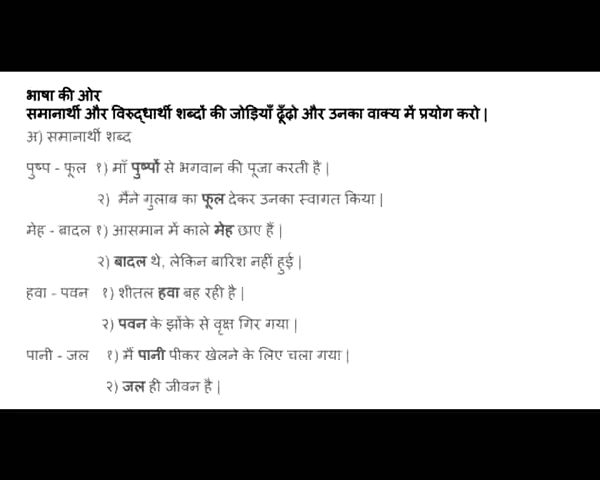 भाषा की ओर
समानार्थी और विरुद्धार्थी शब्दों की जोड़ियाँ ढूँढ़ो और उनका वाक्य में प्रयोग करो |
अ) समानार्थी शब्द
पुष्प - फूल १) माँ पुष्पों से भगवान की पूजा करती हैं |
२) मैंने गुलाब का फूल देकर उनका स्वागत किया |
मेह - बादल १) आसमान में काले मेह छाए हैं |
२) बादल थे, लेकिन बारिश नहीं हुई |
हवा - पवन १) शीतल हवा बह रही है |
२) पवन के झोंके से वृक्ष गिर गया |
पानी - जल १) मैं पानी पीकर खेलने के लिए चला गया |
२) जल ही जीवन है |